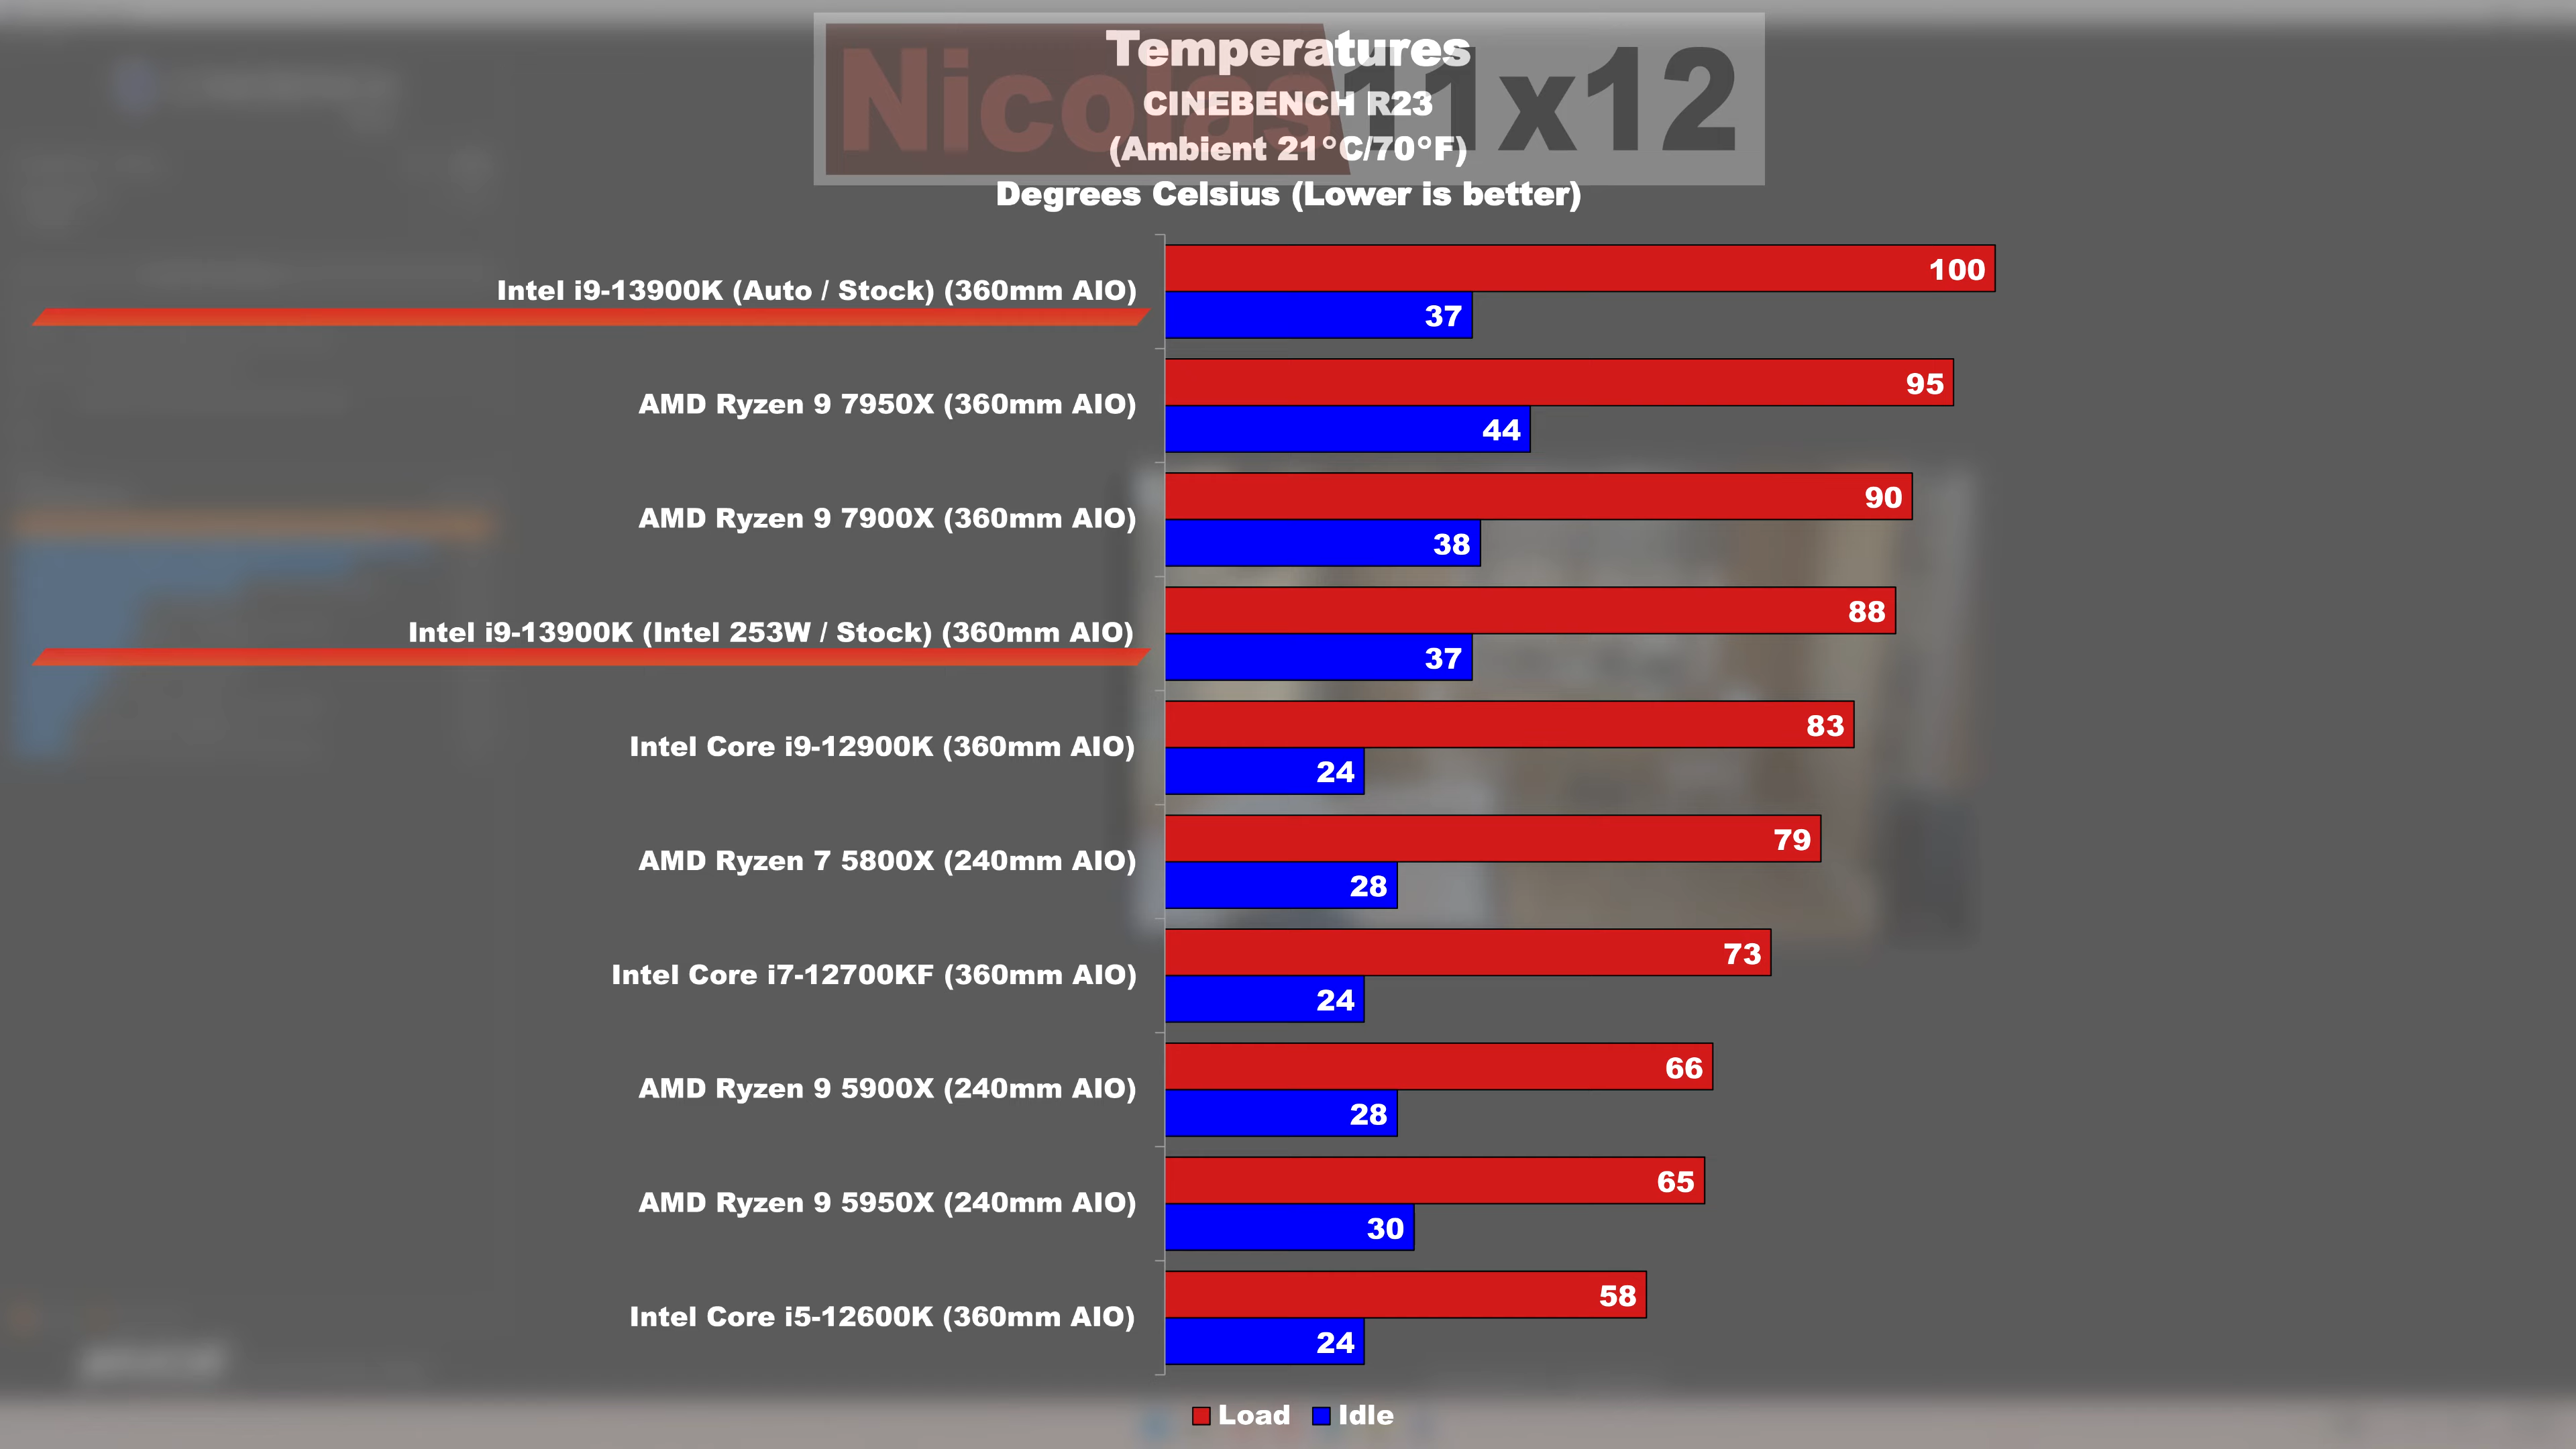 Nicolas11x12
Temperatures
CINEBENCH R23
(Ambient 21°C/70°F)
Degrees Celsius (Lower is better)
Intel i9-13900K (Auto / Stock) (360mm AIO)
100
37
AMD Ryzen 9 7950X (360mm AIO)
95
44
AMD Ryzen 9 7900X (360mm AIO)
90
38
Intel i9-13900K (Intel 253W / Stock) (360mm AIO)
88
37
Intel Core i9-12900K (360mm AIO)
83
24
AMD Ryzen 7 5800X (240mm AIO)
79
28
Intel Core i7-12700KF (360mm AIO)
73
24
AMD Ryzen 9 5900X (240mm AIO)
66
28
AMD Ryzen 9 5950X (240mm AIO)
65
30
Intel Core i5-12600K (360mm AIO)
58
24
Load Idle